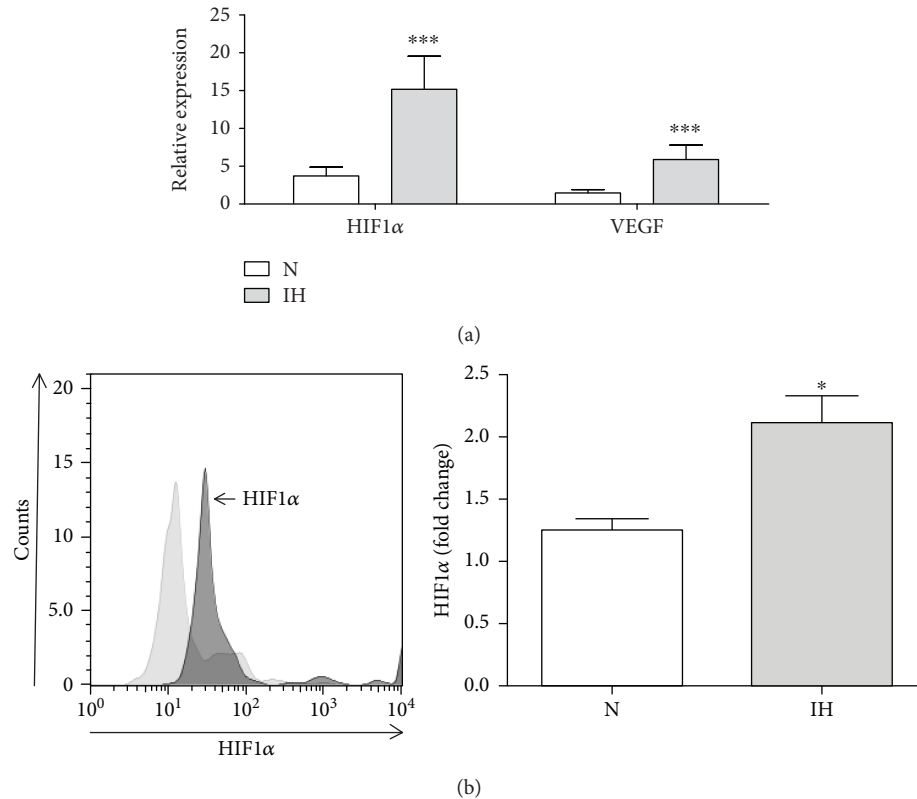 Relative expression
25
20
15
10
5
0
***
***
HIF1α
VEGF
N
IH
(a)
Counts
20
15
10
5.0
0
HIF1α
10⁰
10¹
10²
10³
10⁴
HIF1α
HIF1α (fold change)
2.5
2.0
1.5
1.0
0.5
0.0
*
N
IH
(b)